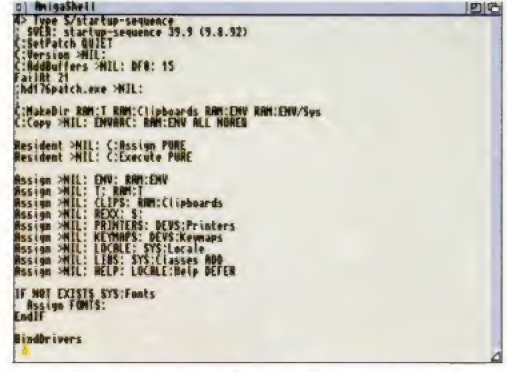 AmigaShell
4> Type S/startup-sequence
; $VER: startup-sequence 39.9 (9.8.92)
C:SetPatch QUIET
C:Version >NIL:
C:AddBuffers >NIL: DF0: 15
FailAt 21
;hd176patch.exe >NIL:
C:MakeDir RAM:T RAM:Clipboards RAM:ENV RAM:ENV/Sys
C:Copy >NIL: ENVARC: RAM:ENV ALL NOREQ
Resident >NIL: C:Assign PURE
Resident >NIL: C:Execute PURE
Assign >NIL: ENV: RAM:ENV
Assign >NIL: T: RAM:T
Assign >NIL: CLIPS: RAM:Clipboards
Assign >NIL: REXX: S:
Assign >NIL: PRINTERS: DEVS:Printers
Assign >NIL: KEYMAPS: DEVS:Keymaps
Assign >NIL: LOCALE: SYS:Locale
Assign >NIL: LIBS: SYS:Classes ADD
Assign >NIL: HELP: LOCALE:Help DEFER
IF NOT EXISTS SYS:Fonts
Assign FONTS:
EndIF
BindDrivers